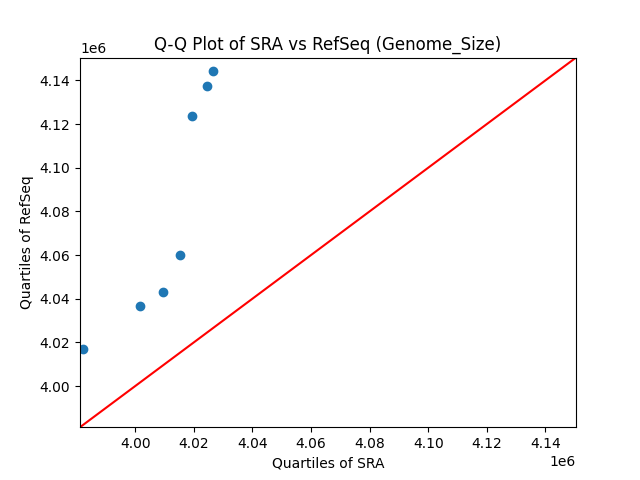 Q-Q Plot of SRA vs RefSeq (Genome_Size)
1e6
4.14
4.12
4.10
4.08
4.06
4.04
4.02
4.00
Quartiles of RefSeq
4.00 4.02 4.04 4.06 4.08 4.10 4.12 4.14
1e6
Quartiles of SRA